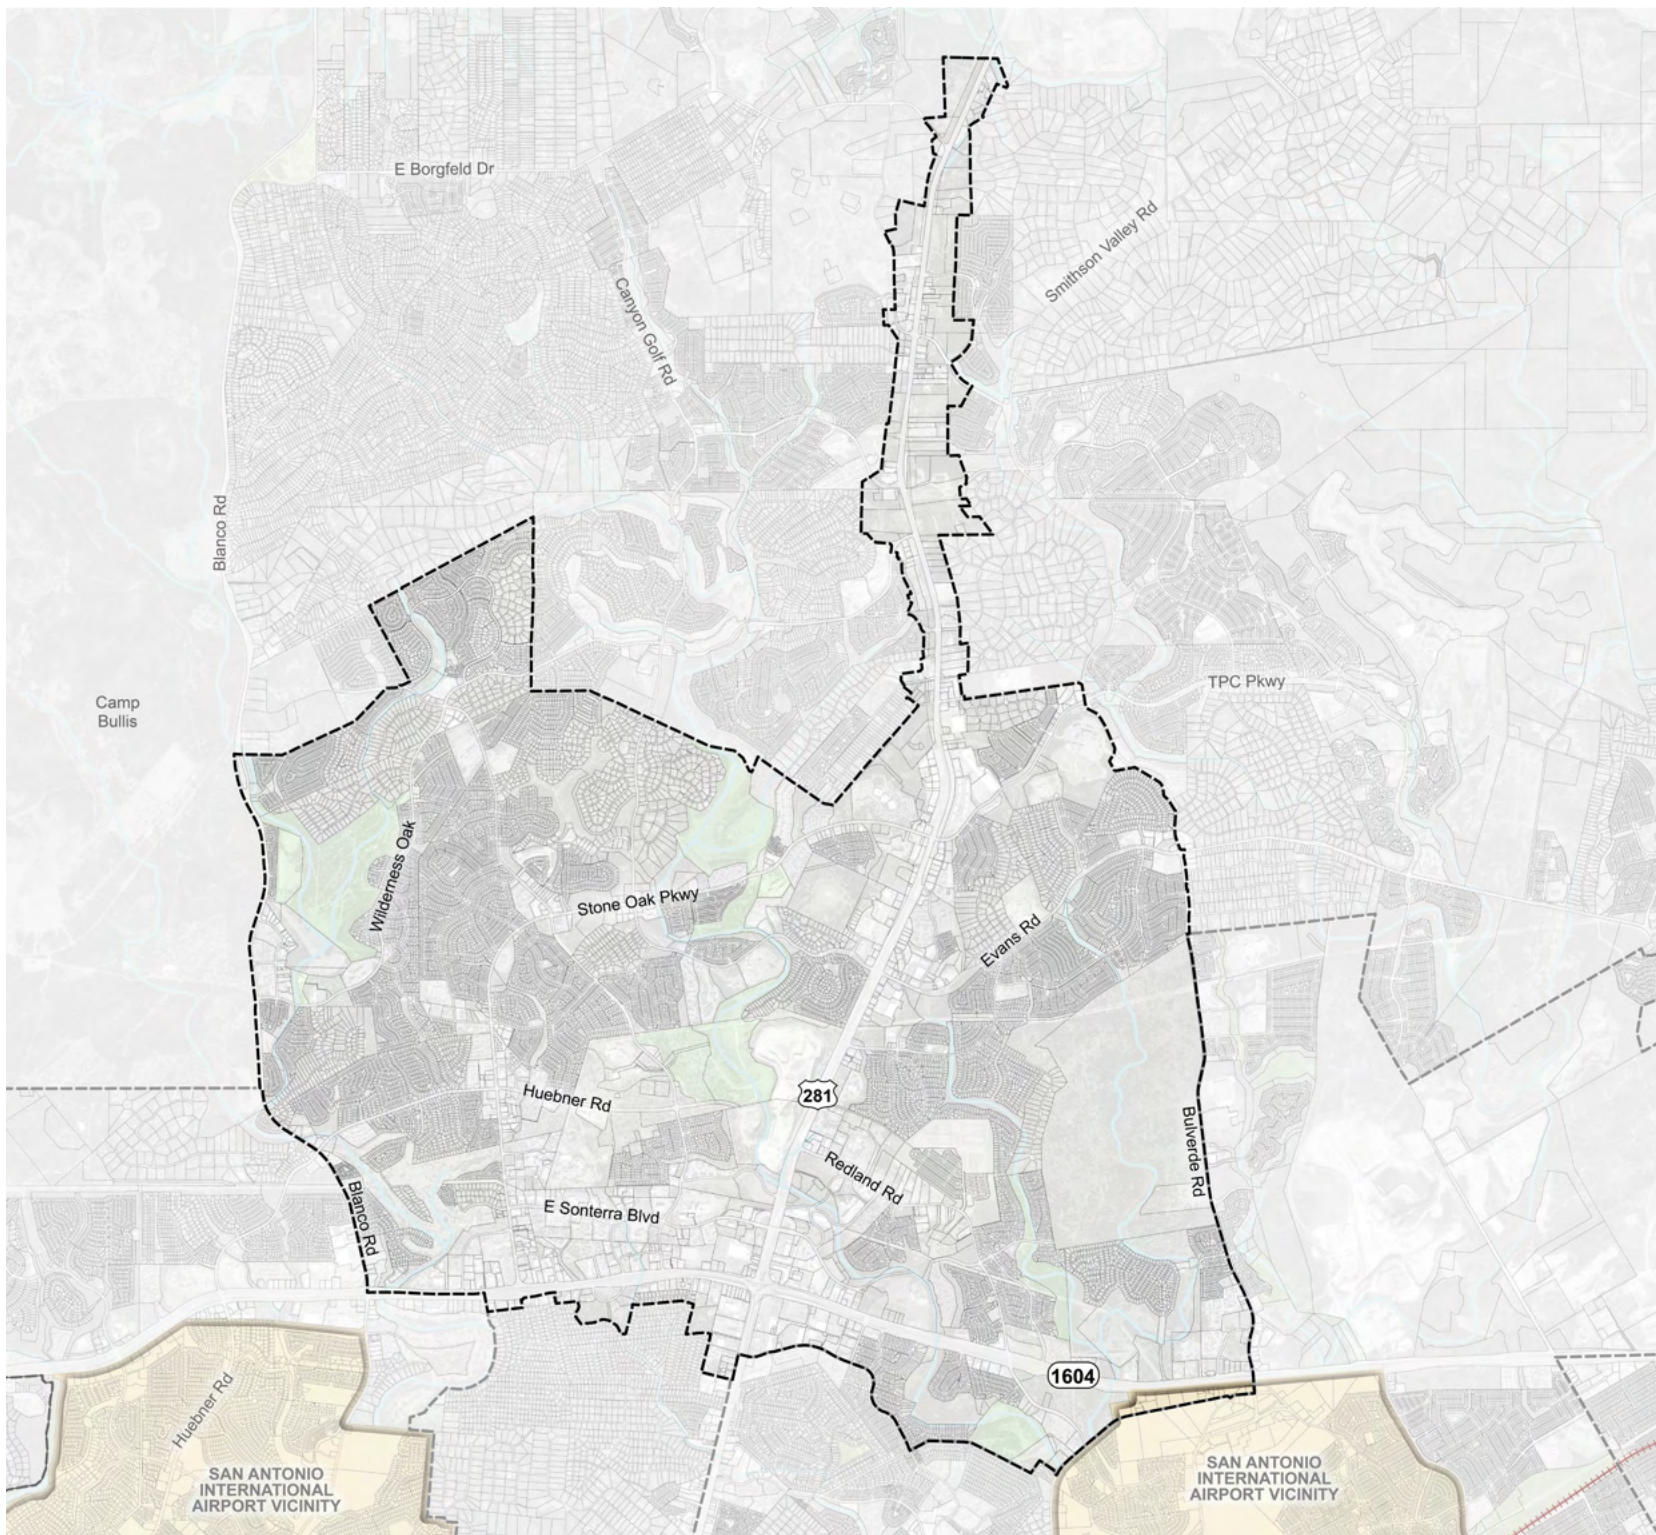 E Borgfeld Dr
Smithson Valley Rd
Canyon Golf Rd
Blanco Rd
TPC Pkwy
Camp
Bullis
Wilderness Oak
Stone Oak Pkwy
Evans Rd
Huebner Rd
281
Redland Rd
Bulverde Rd
Blanco Rd
E Sonterra Blvd
1604
Huebner Rd
SAN ANTONIO
INTERNATIONAL
AIRPORT VICINITY
SAN ANTONIO
INTERNATIONAL
AIRPORT VICINITY